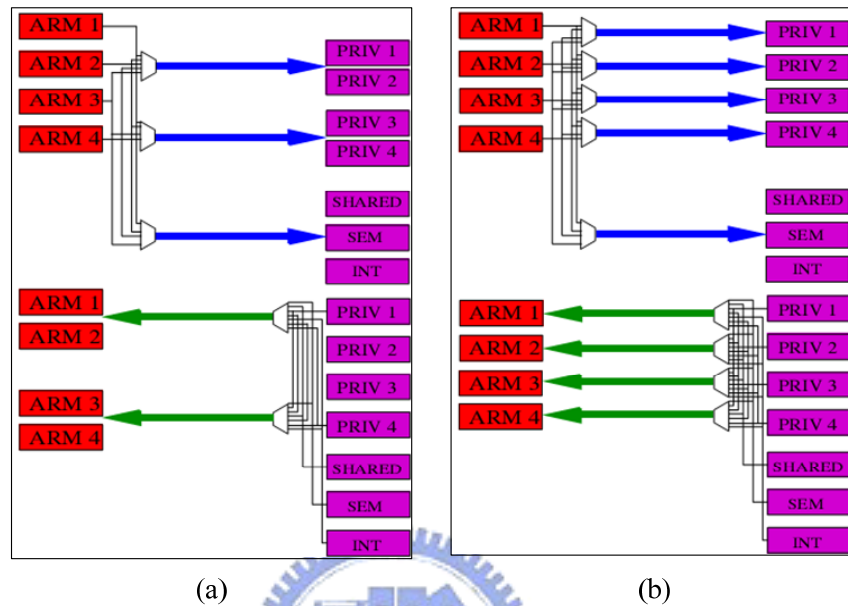 ARM 1
ARM 2
ARM 3
ARM 4
PRIV 1
PRIV 2
PRIV 3
PRIV 4
SHARED
SEM
INT
ARM 1
ARM 2
ARM 3
ARM 4
PRIV 1
PRIV 2
PRIV 3
PRIV 4
SHARED
SEM
INT
(a)
ARM 1
ARM 2
ARM 3
ARM 4
PRIV 1
PRIV 2
PRIV 3
PRIV 4
SHARED
SEM
INT
ARM 1
ARM 2
ARM 3
ARM 4
PRIV 1
PRIV 2
PRIV 3
PRIV 4
SHARED
SEM
INT
(b)